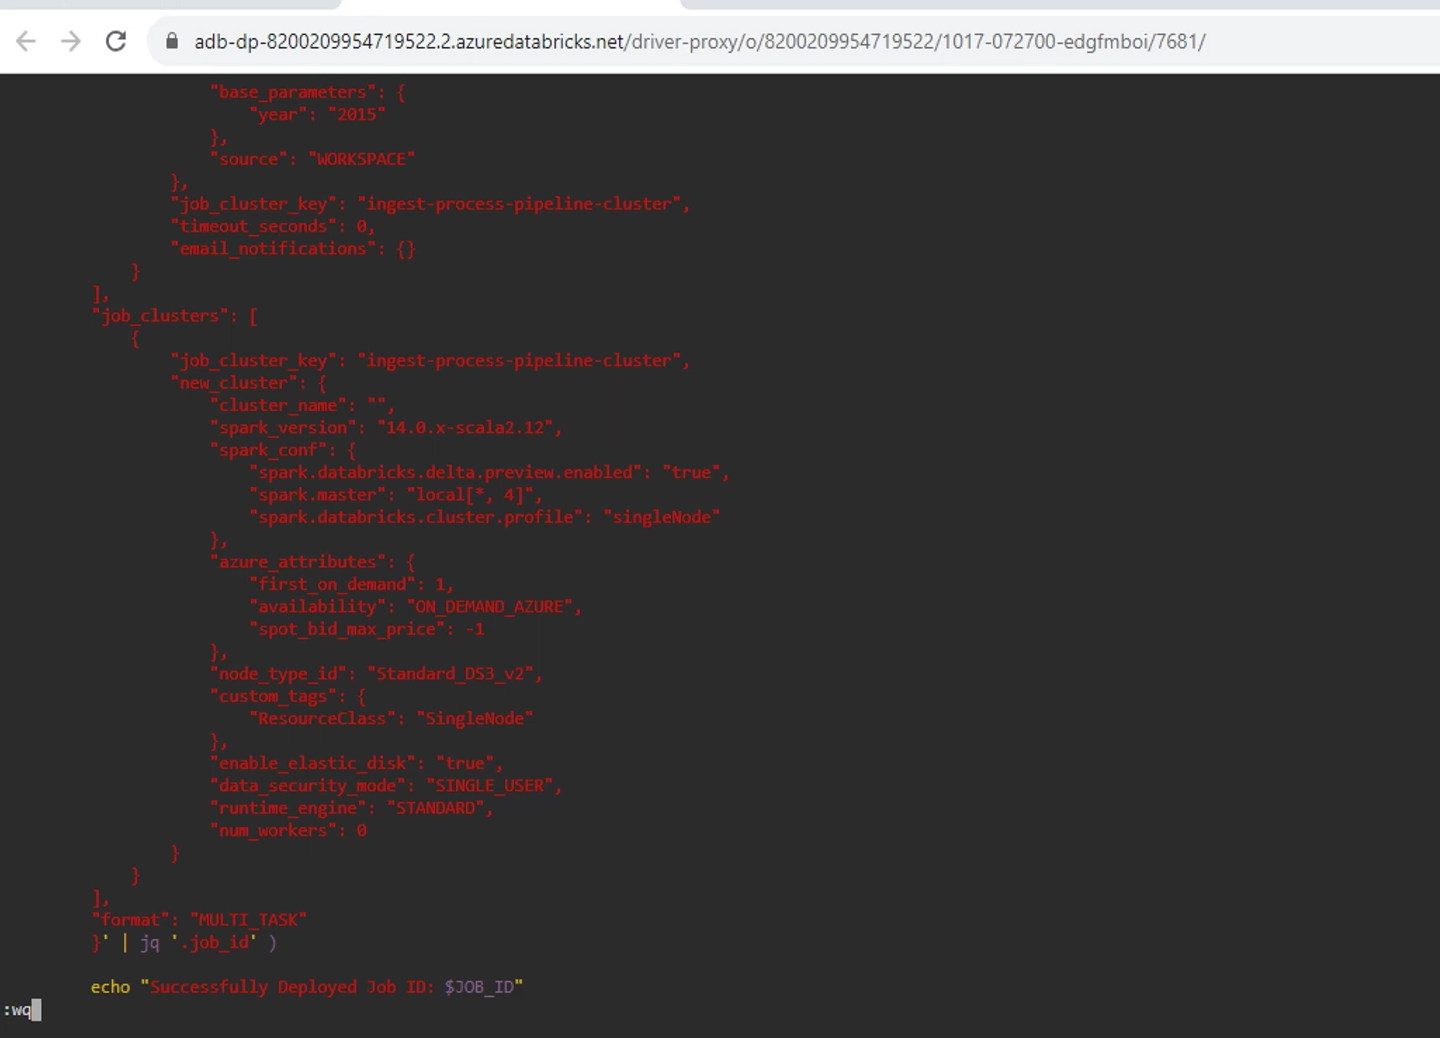 adb-dp-8200209954719522.2.azuredatabricks.net/driver-proxy/o/8200209954719522/1017-072700-edgfmboi/7681/
"base_parameters": {
"year": "2015"
},
"source": "WORKSPACE"
},
"job_cluster_key": "ingest-process-pipeline-cluster",
"timeout_seconds": 0,
"email_notifications": {}
}
],
"job_clusters": [
{
"job_cluster_key": "ingest-process-pipeline-cluster",
"new_cluster": {
"cluster_name": "",
"spark_version": "14.0.x-scala2.12",
"spark_conf": {
"spark.databricks.delta.preview.enabled": "true",
"spark.master": "local[*, 4]",
"spark.databricks.cluster.profile": "singleNode"
},
"azure_attributes": {
"first_on_demand": 1,
"availability": "ON_DEMAND_AZURE",
"spot_bid_max_price": -1
},
"node_type_id": "Standard_DS3_v2",
"custom_tags": {
"ResourceClass": "SingleNode"
},
"enable_elastic_disk": "true",
"data_security_mode": "SINGLE_USER",
"runtime_engine": "STANDARD",
"num_workers": 0
}
}
],
"format": "MULTI_TASK"
}' | jq '.job_id' )
echo "Successfully Deployed Job ID: $JOB_ID"
:wq